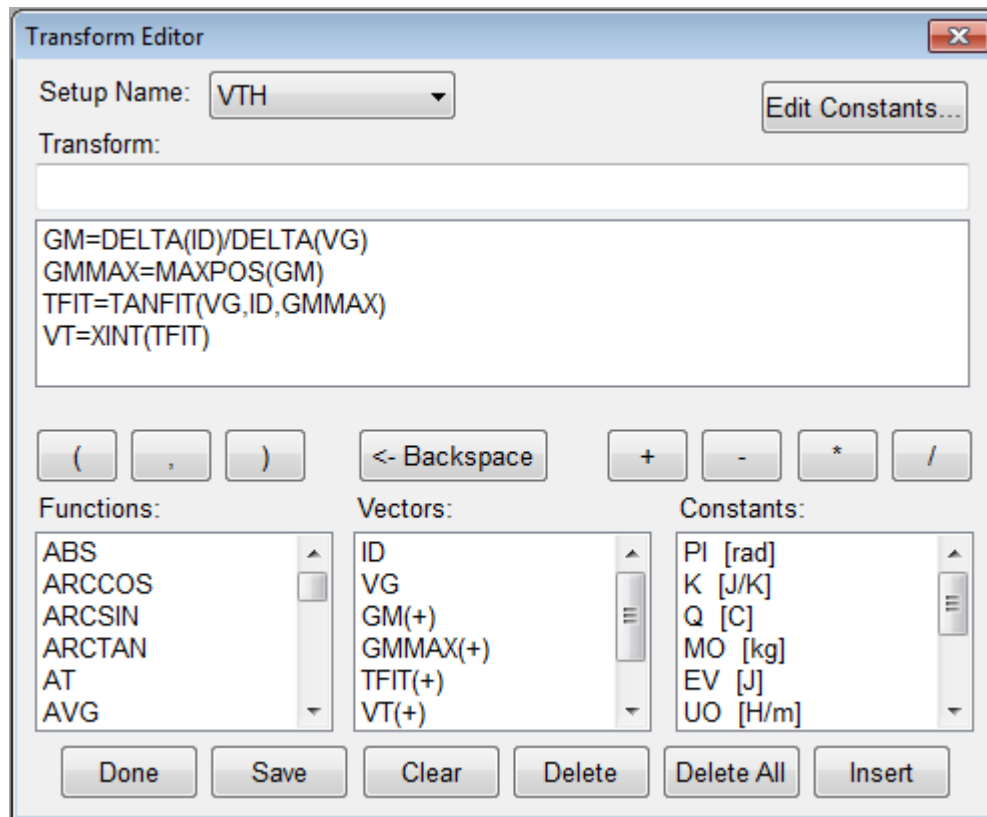 Transform Editor
Setup Name: VTH
Edit Constants...
Transform:
GM=DELTA(ID)/DELTA(VG)
GMMAX=MAXPOS(GM)
TFIT=TANFIT(VG,ID,GMMAX)
VT=XINT(TFIT)
( , ) <- Backspace + - * /
Functions: Vectors: Constants:
ABS ID PI [rad]
ARCCOS VG K [J/K]
ARCSIN GM(+) Q [C]
ARCTAN GMMAX(+) MO [kg]
AT TFIT(+) EV [J]
AVG VT(+) UO [H/m]
Done Save Clear Delete Delete All Insert